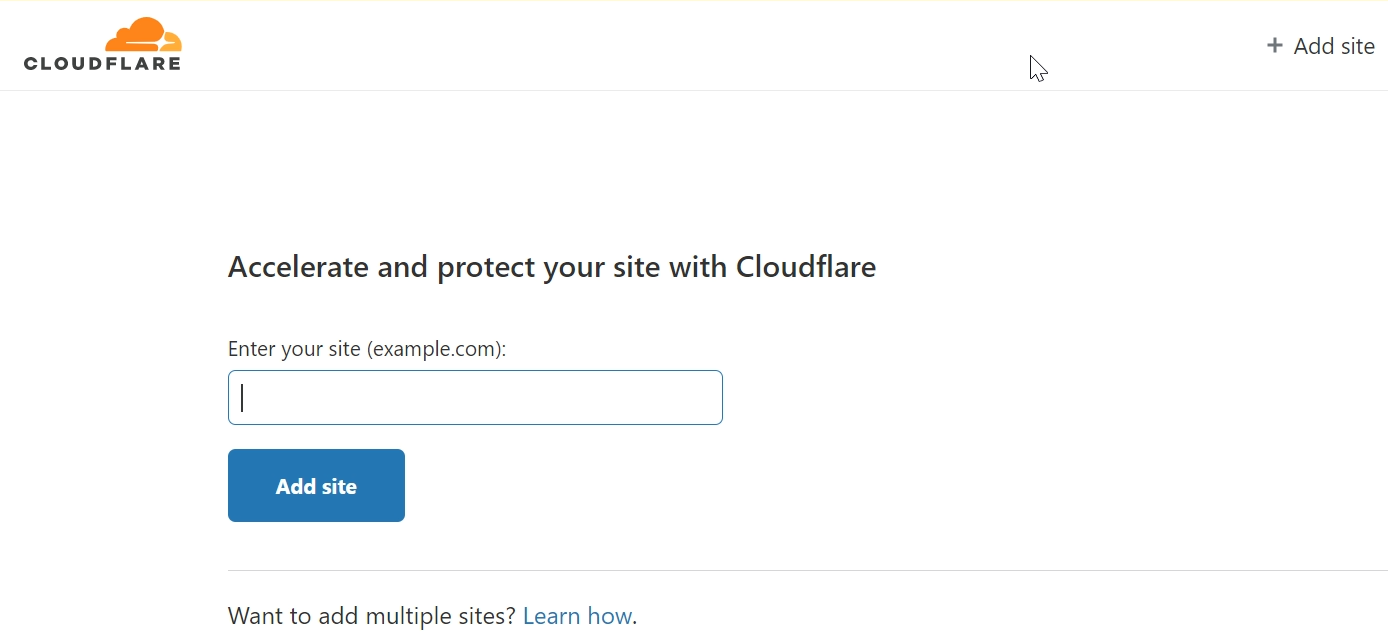 CLOUDFLARE
+ Add site
Accelerate and protect your site with Cloudflare
Enter your site (example.com):
Add site
Want to add multiple sites? Learn how.